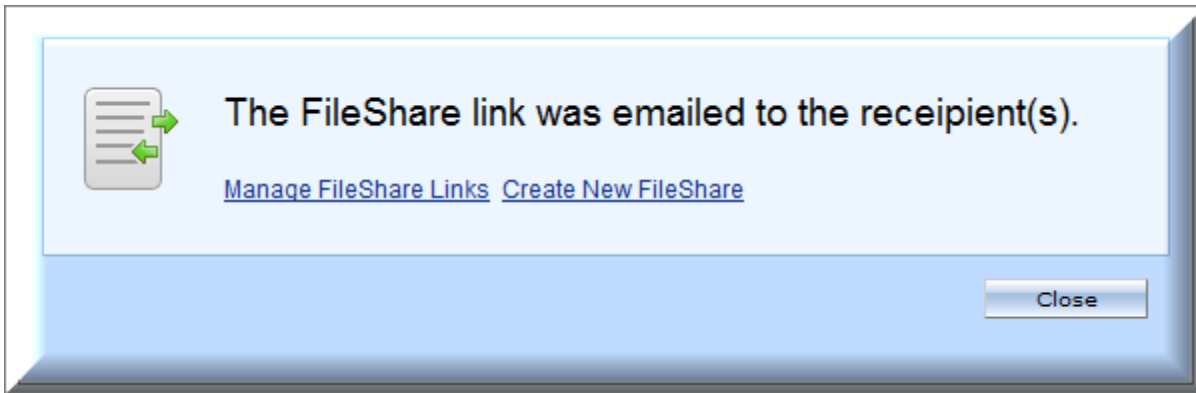 The FileShare link was emailed to the receipient(s).
Manage FileShare Links Create New FileShare
Close